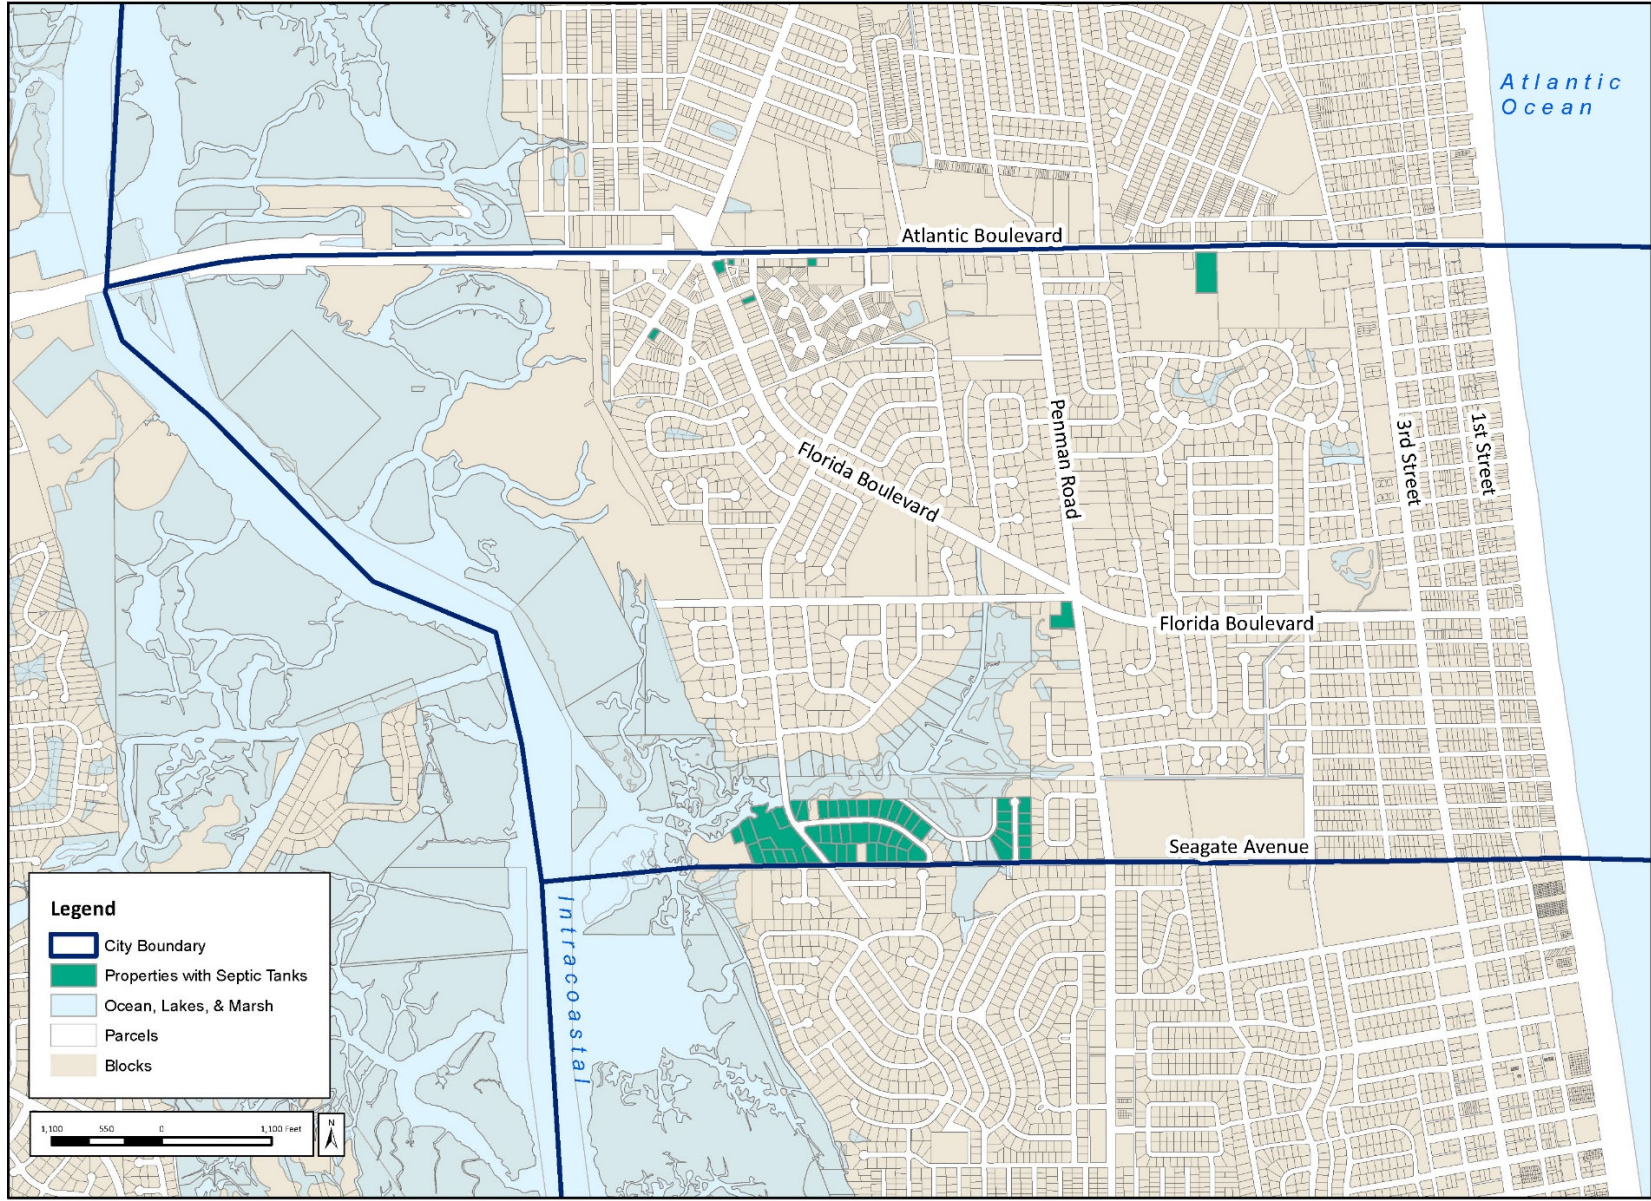 Atlantic
Ocean
Atlantic Boulevard
Penman Road
3rd Street
1st Street
Florida Boulevard
Florida Boulevard
Seagate Avenue
Intracoastal
Legend
City Boundary
Properties with Septic Tanks
Ocean, Lakes, & Marsh
Parcels
Blocks
1,100 550 0 1,100 Feet
N